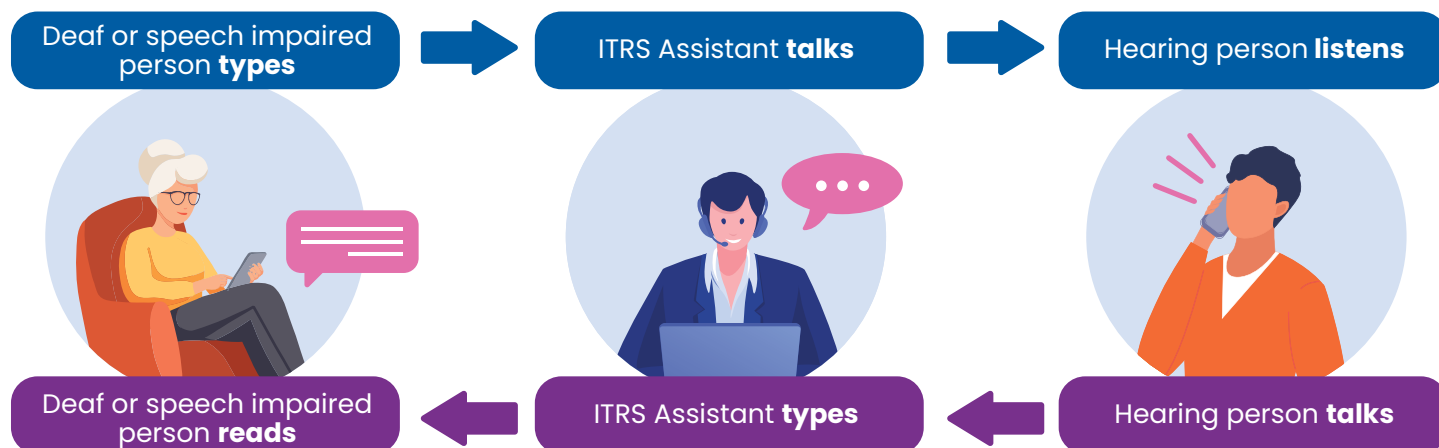 Deaf or speech impaired
person types
ITRS Assistant talks
Hearing person listens
Deaf or speech impaired
person reads
ITRS Assistant types
Hearing person talks